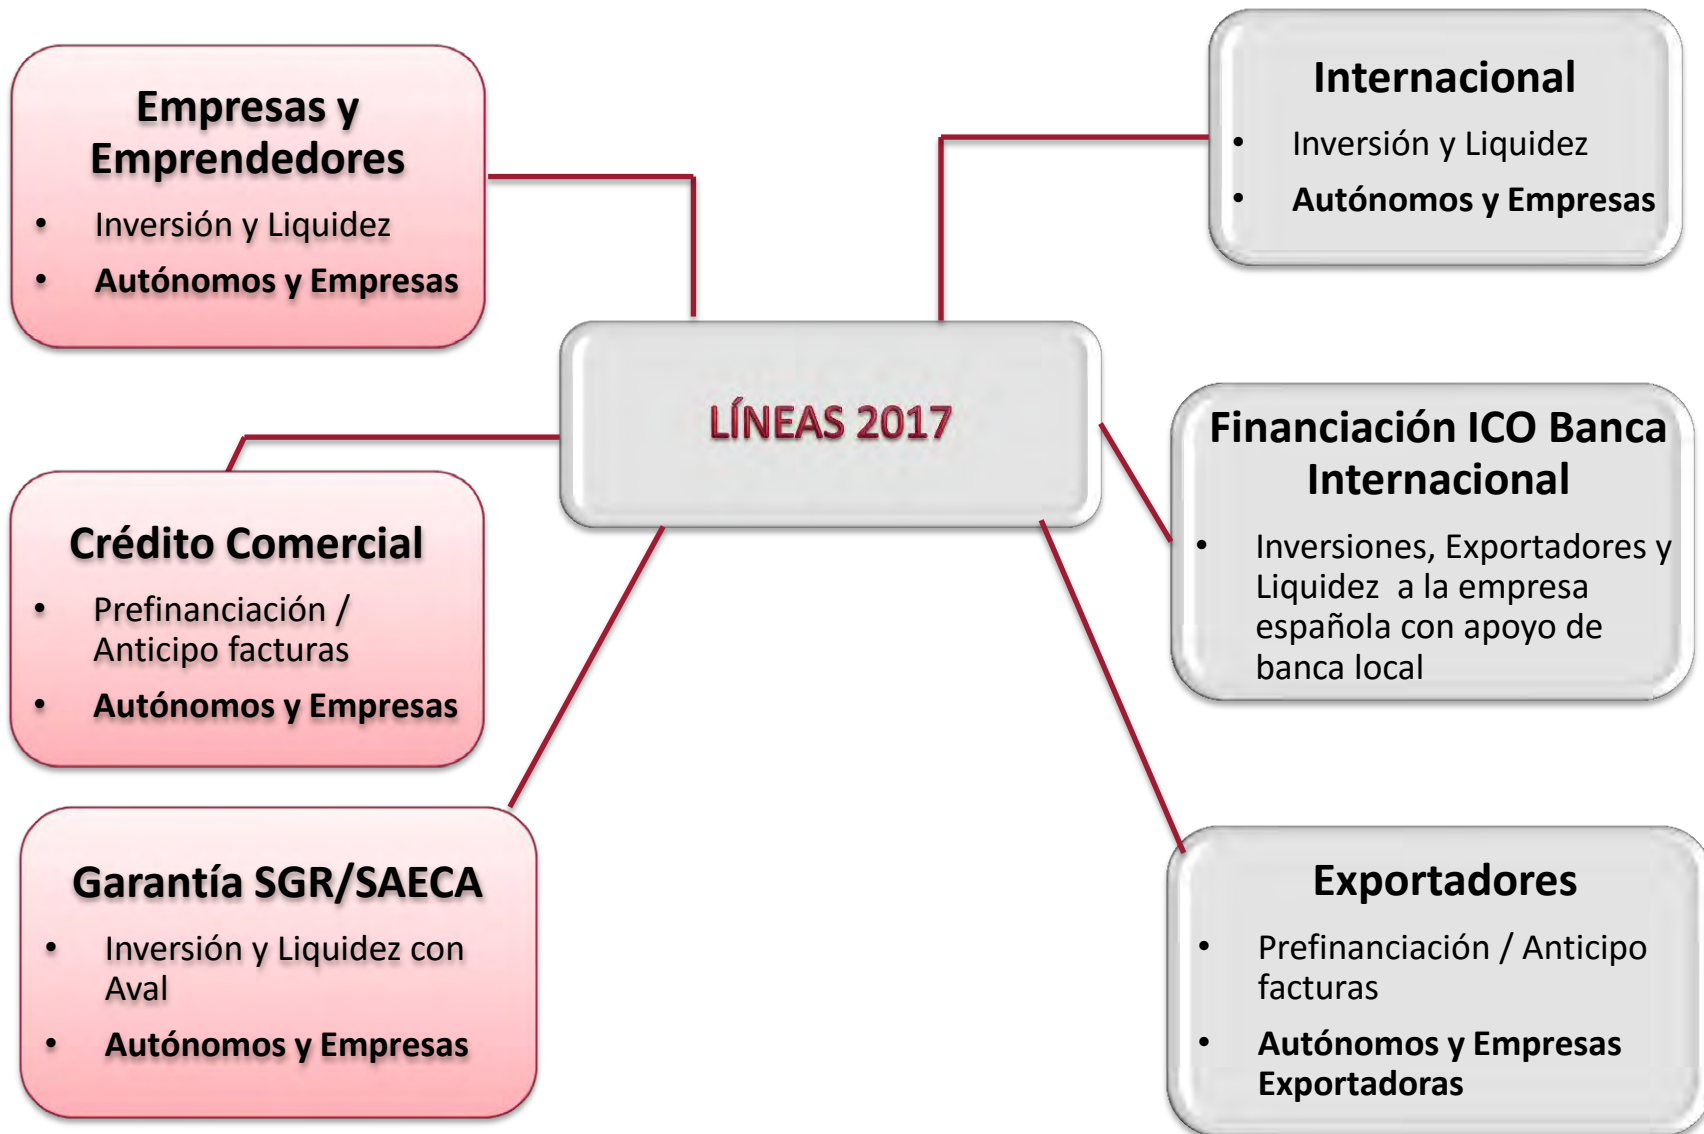 Empresas y
Emprendedores
• Inversión y Liquidez
• Autónomos y Empresas
Internacional
• Inversión y Liquidez
• Autónomos y Empresas
LÍNEAS 2017
Crédito Comercial
• Prefinanciación /
Anticipo facturas
• Autónomos y Empresas
Financiación ICO Banca
Internacional
• Inversiones, Exportadores y
Liquidez a la empresa
española con apoyo de
banca local
Garantía SGR/SAECA
• Inversión y Liquidez con
Aval
• Autónomos y Empresas
Exportadores
• Prefinanciación / Anticipo
facturas
• Autónomos y Empresas
Exportadoras